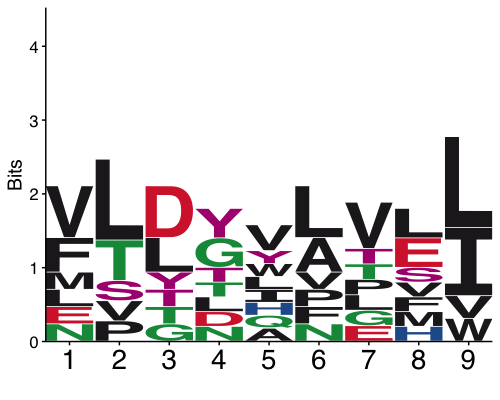 Bits
4
3
2
1
0
V F M L E N
L T S V P
D L Y T T G
Y G T T L D N
V Y W L I H Q A
L A V P F N
V T T P L G E
L E S V F M H
L I V W
1 2 3 4 5 6 7 8 9